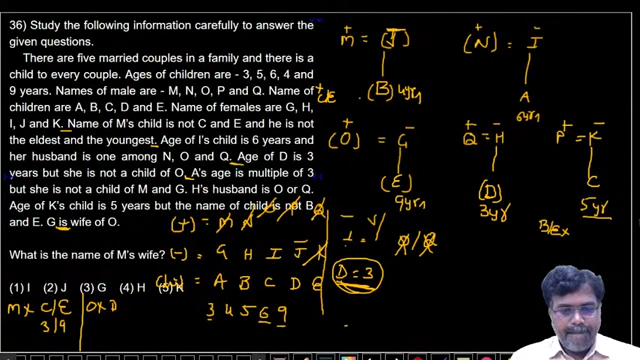 36) Study the following information carefully to answer the
given questions.
There are five married couples in a family and there is a
child to every couple. Ages of children are - 3, 5, 6, 4 and
9 years. Names of male are - M, N, O, P and Q. Name
of children are A, B, C, D and E. Name of females are G, H,
I, J and K. Name of M's child is not C and E and he is not
the eldest and the youngest. Age of I's child is 6 years and
her husband is one among N, O and Q. Age of D is 3
years but she is not a child of O. A's age is multiple of 3
but she is not a child of M and G. H's husband is O or Q.
Age of K's child is 5 years but the name of child is not B
and E. G is wife of O.
What is the name of M's wife?
(1) I (2) J (3) G (4) H (5) K
+ -
M = (J)
(B) 4yrs
C/E
+ -
(N) = I
A
6yrs
+ -
(O) = G
(E)
9yrs
+ -
Q = H
(D)
3yr
+ -
P = K
C
5yr
B/E x
(+) = M N O P Q
(-) = G H I J K
A B C D E
3 4 5 6 9
D = 3
M x C/E
3/9
O x D